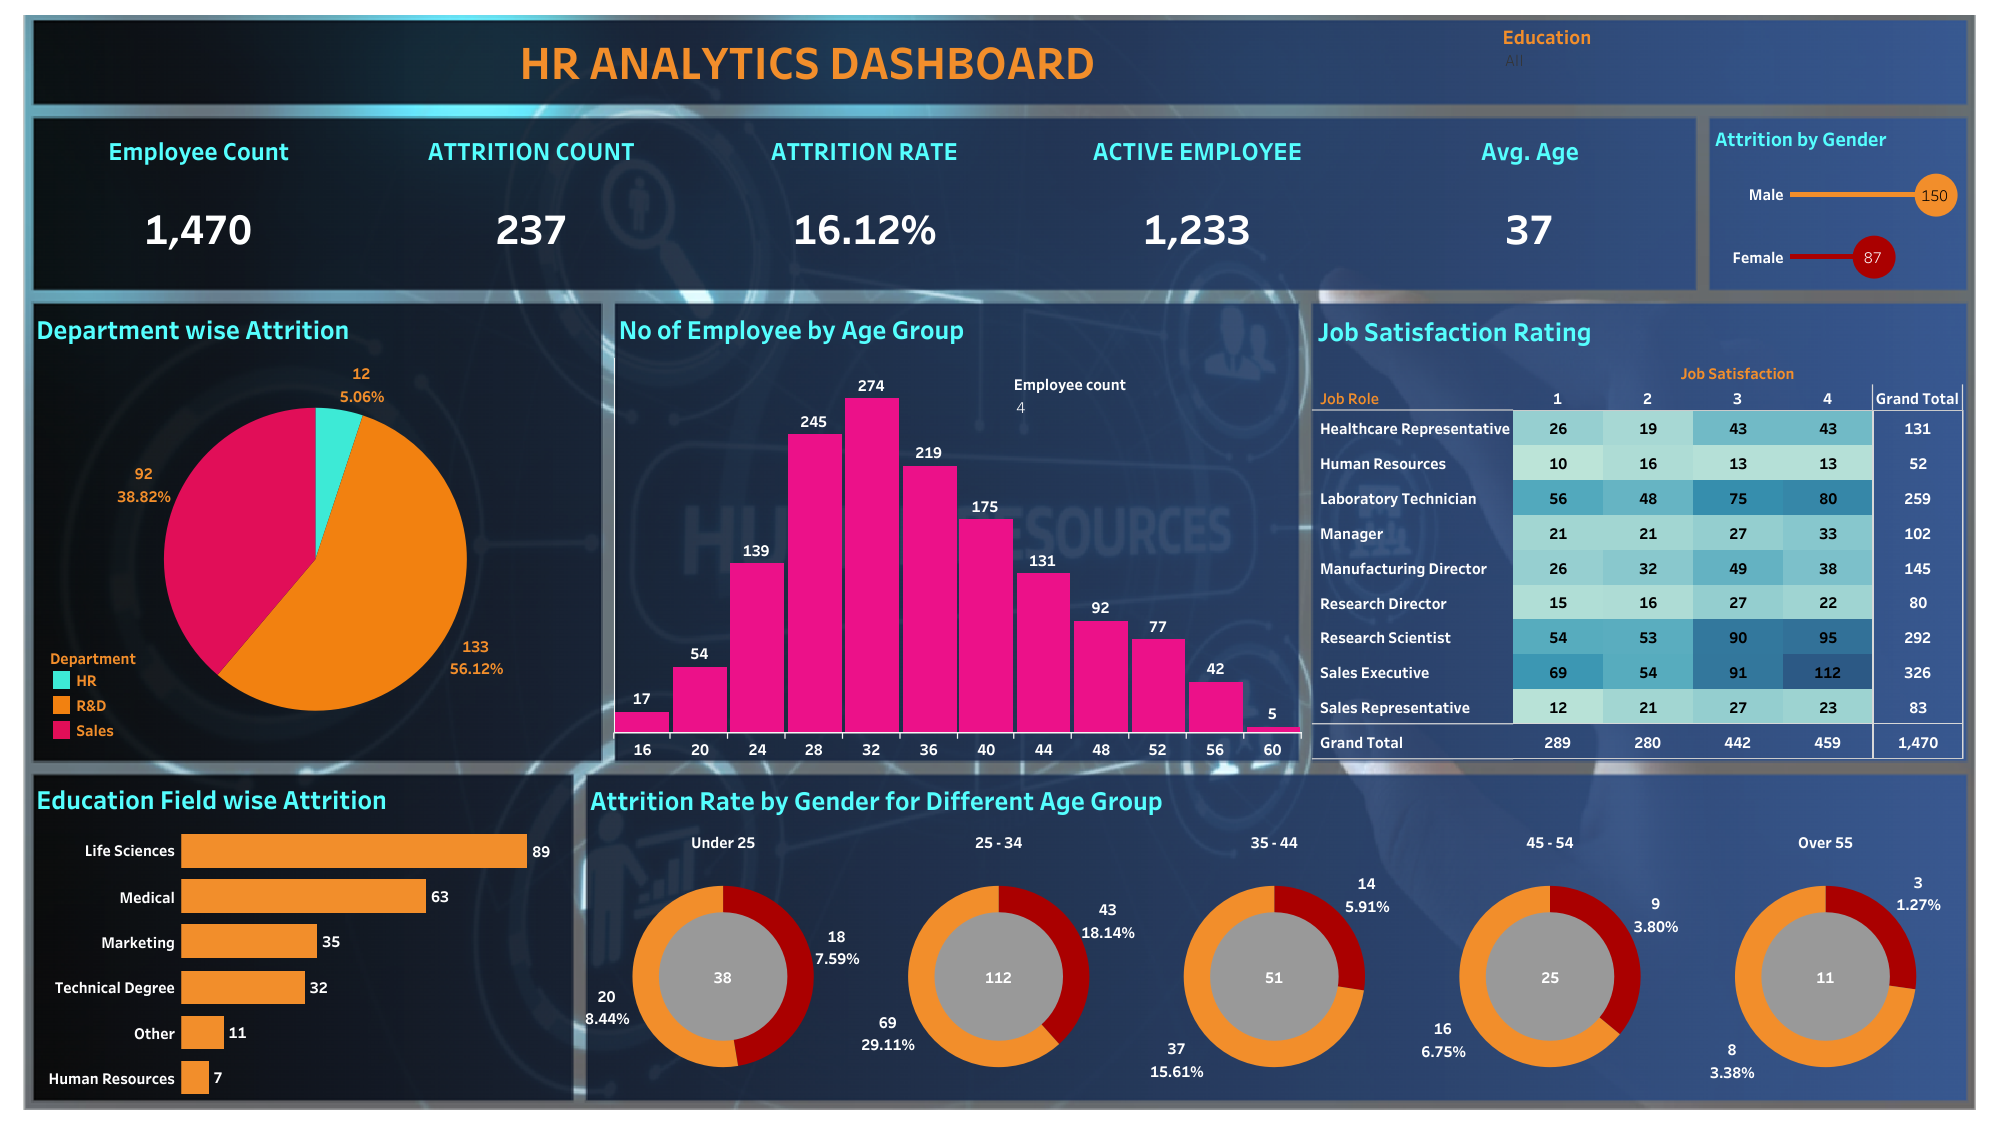 HR ANALYTICS DASHBOARD
Education
All
Employee Count
ATTRITION COUNT
ATTRITION RATE
ACTIVE EMPLOYEE
Avg. Age
1,470
237
16.12%
1,233
37
Attrition by Gender
Male 150
Female 87
Department wise Attrition
12
5.06%
92
38.82%
133
56.12%
Department
HR
R&D
Sales
No of Employee by Age Group
Employee count
4
17
54
139
245
274
219
175
131
92
77
42
5
16 20 24 28 32 36 40 44 48 52 56 60
HUMAN RESOURCES
Job Satisfaction Rating
Job Satisfaction
Job Role 1 2 3 4 Grand Total
Healthcare Representative 26 19 43 43 131
Human Resources 10 16 13 13 52
Laboratory Technician 56 48 75 80 259
Manager 21 21 27 33 102
Manufacturing Director 26 32 49 38 145
Research Director 15 16 27 22 80
Research Scientist 54 53 90 95 292
Sales Executive 69 54 91 112 326
Sales Representative 12 21 27 23 83
Grand Total 289 280 442 459 1,470
Education Field wise Attrition
Life Sciences 89
Medical 63
Marketing 35
Technical Degree 32
Other 11
Human Resources 7
Attrition Rate by Gender for Different Age Group
Under 25
18
7.59%
38
20
8.44%
25 - 34
43
18.14%
112
69
29.11%
35 - 44
14
5.91%
51
37
15.61%
45 - 54
9
3.80%
25
16
6.75%
Over 55
3
1.27%
11
8
3.38%